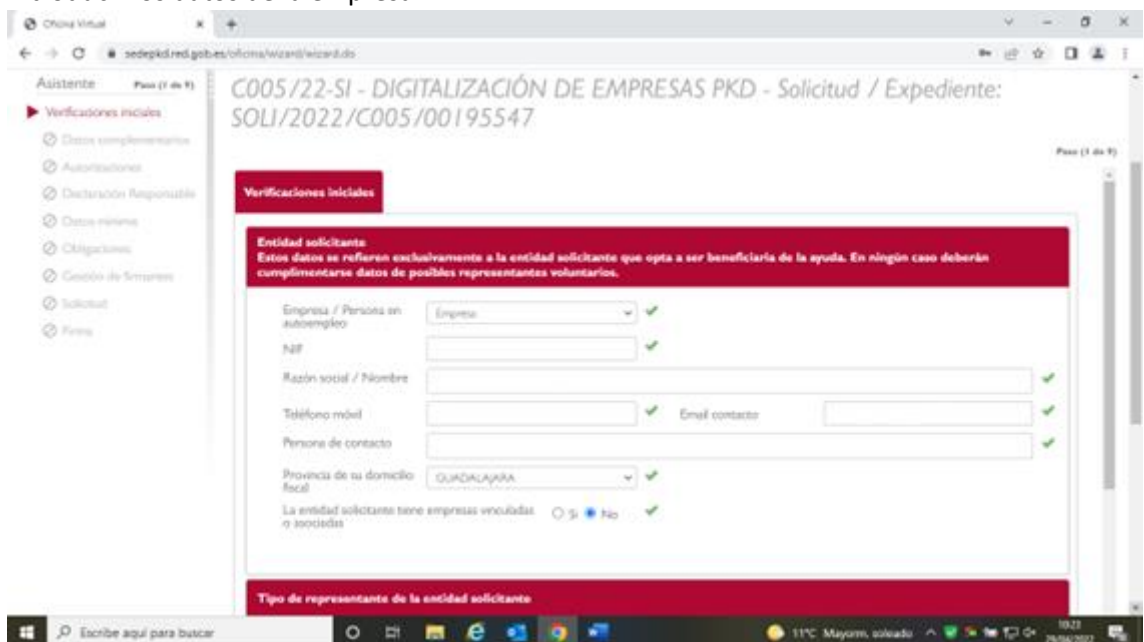 Oficina Virtual
sedepkd.red.gob.es/oficina/wizard/wizard.do
Asistente Paso (1 de 9)
Verificaciones iniciales
Datos complementarios
Autorizaciones
Declaración Responsable
Datos mínimis
Obligaciones
Gestión de firmantes
Solicitud
Firma
C005/22-SI - DIGITALIZACIÓN DE EMPRESAS PKD - Solicitud / Expediente:
SOLI/2022/C005/00195547
Paso (1 de 9)
Verificaciones iniciales
Entidad solicitante
Estos datos se refieren exclusivamente a la entidad solicitante que opta a ser beneficiaria de la ayuda. En ningún caso deberán
cumplimentarse datos de posibles representantes voluntarios.
Empresa / Persona en
autoempleo
Empresa
NIF
Razón social / Nombre
Teléfono móvil Email contacto
Persona de contacto
Provincia de su domicilio
fiscal
GUADALAJARA
La entidad solicitante tiene empresas vinculadas
o asociadas
Si No
Tipo de representante de la entidad solicitante
Escribe aquí para buscar
11°C Mayorm. soleado